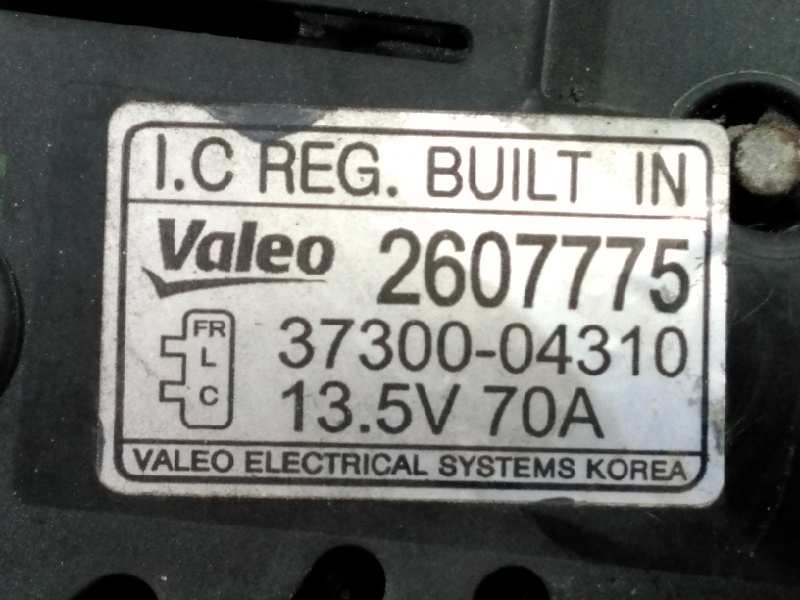 I.C REG. BUILT IN
Valeo 2607775
FR
L
C
37300-04310
13.5V 70A
VALEO ELECTRICAL SYSTEMS KOREA